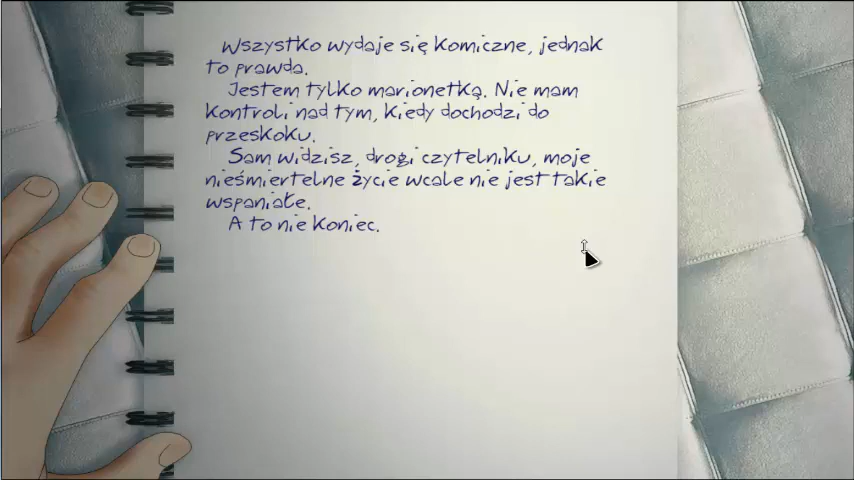 Wszystko wydaje się komiczne, jednak
to prawda.
Jestem tylko marionetką. Nie mam
kontroli nad tym, kiedy dochodzi do
przeskoku.
Sam widzisz, drogi czytelniku, moje
nieśmiertelne życie wcale nie jest takie
wspaniałe.
A to nie koniec.